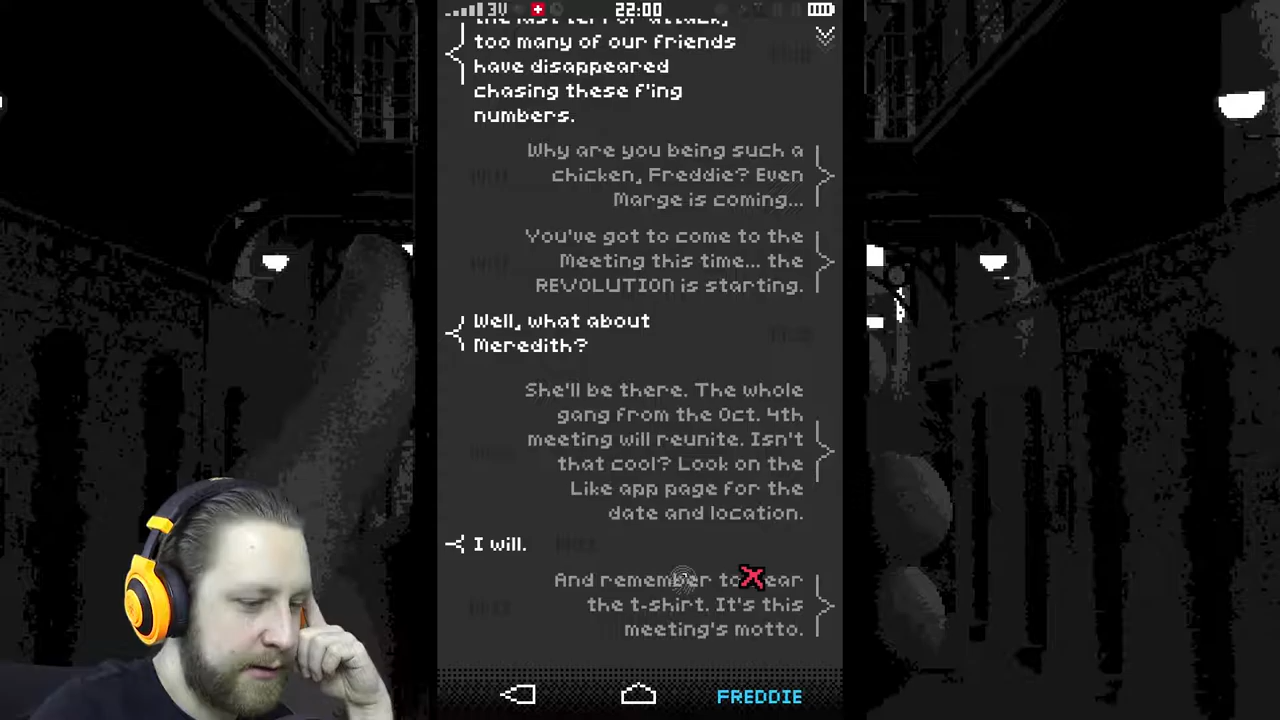 3V
22:00
too many of our friends
have disappeared
chasing these f'ing
numbers.
Why are you being such a
chicken, Freddie? Even
Marge is coming...
You've got to come to the
Meeting this time... the
REVOLUTION is starting.
Well, what about
Meredith?
She'll be there. The whole
gang from the Oct. 4th
meeting will reunite. Isn't
that cool? Look on the
Like app page for the
date and location.
I will.
And remember to ear
the t-shirt. It's this
meeting's motto.
FREDDIE